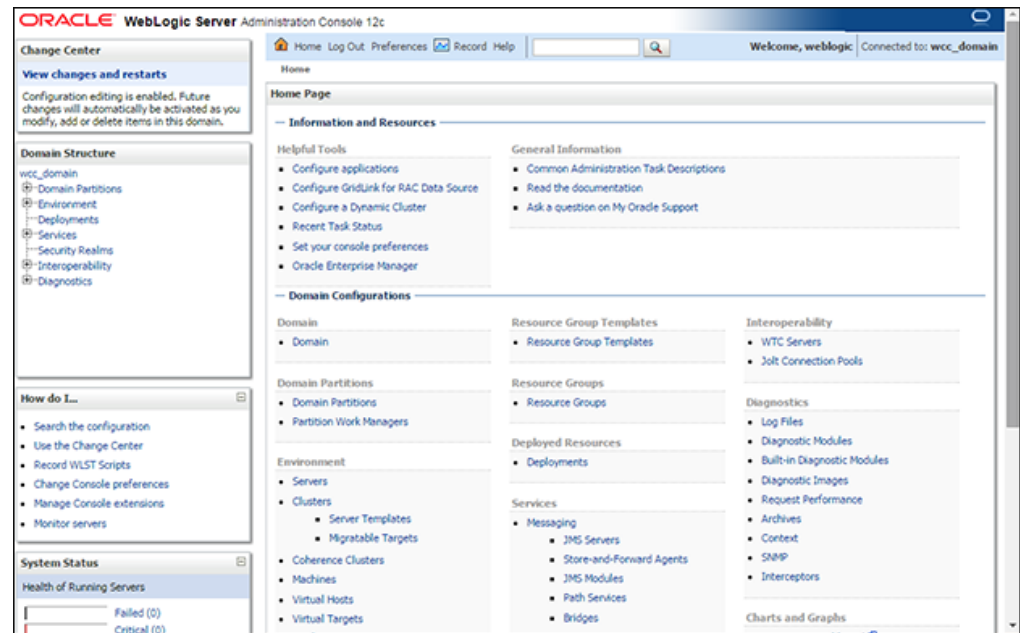 ORACLE WebLogic Server Administration Console 12c
Change Center
View changes and restarts
Configuration editing is enabled. Future
changes will automatically be activated as you
modify, add or delete items in this domain.
Domain Structure
wcc_domain
Domain Partitions
Environment
Deployments
Services
Security Realms
Interoperability
Diagnostics
How do I...
Search the configuration
Use the Change Center
Record WLST Scripts
Change Console preferences
Manage Console extensions
Monitor servers
System Status
Health of Running Servers
Failed (0)
Critical (0)
Home Log Out Preferences Record Help
Welcome, weblogic Connected to: wcc_domain
Home
Home Page
Information and Resources
Helpful Tools
Configure applications
Configure GridLink for RAC Data Source
Configure a Dynamic Cluster
Recent Task Status
Set your console preferences
Oracle Enterprise Manager
General Information
Common Administration Task Descriptions
Read the documentation
Ask a question on My Oracle Support
Domain Configurations
Domain
Domain
Domain Partitions
Domain Partitions
Partition Work Managers
Environment
Servers
Clusters
Server Templates
Migratable Targets
Coherence Clusters
Machines
Virtual Hosts
Virtual Targets
Resource Group Templates
Resource Group Templates
Resource Groups
Resource Groups
Deployed Resources
Deployments
Services
Messaging
JMS Servers
Store-and-Forward Agents
JMS Modules
Path Services
Bridges
Interoperability
WTC Servers
Jolt Connection Pools
Diagnostics
Log Files
Diagnostic Modules
Built-in Diagnostic Modules
Diagnostic Images
Request Performance
Archives
Context
SNMP
Interceptors
Charts and Graphs